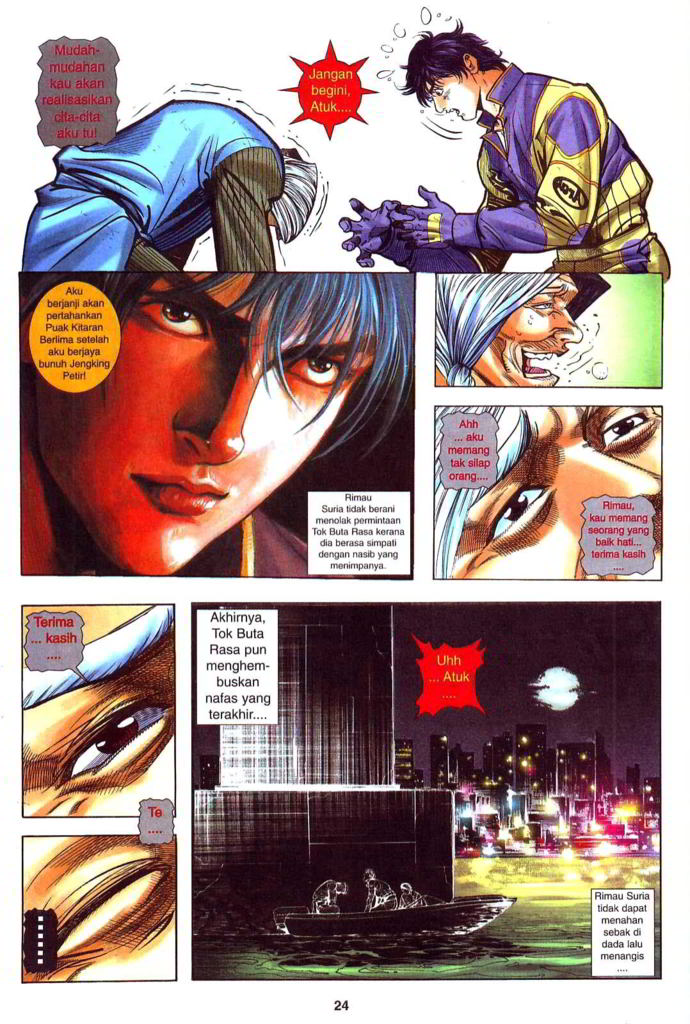 Mudah-
mudahan
kau akan
realisasikan
cita-cita
aku tu!
Jangan
begini,
Atuk....
Aku
berjanji akan
pertahankan
Puak Kitaran
Berlima setelah
aku berjaya
bunuh Jengking
Petir!
Rimau
Suria tidak berani
menolak permintaan
Tok Buta Rasa kerana
dia berasa simpati
dengan nasib yang
menimpanya.
Ahh
... aku
memang
tak silap
orang....
Rimau,
kau memang
seorang yang
baik hati...
terima kasih
....
Terima
... kasih
....
Te
....
Akhirnya,
Tok Buta
Rasa pun
menghem-
buskan
nafas yang
terakhir....
Uhh
... Atuk
....
Rimau Suria
tidak dapat
menahan
sebak di
dada lalu
menangis
....
24